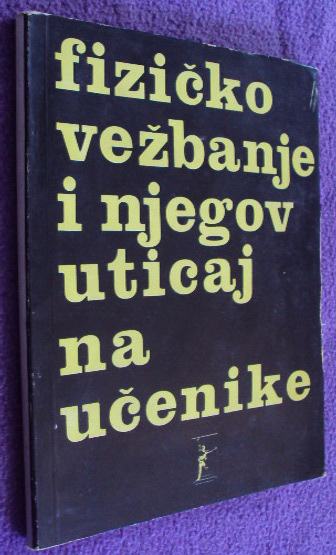 fizičko
vežbanje
i njegov
uticaj
na
učenike